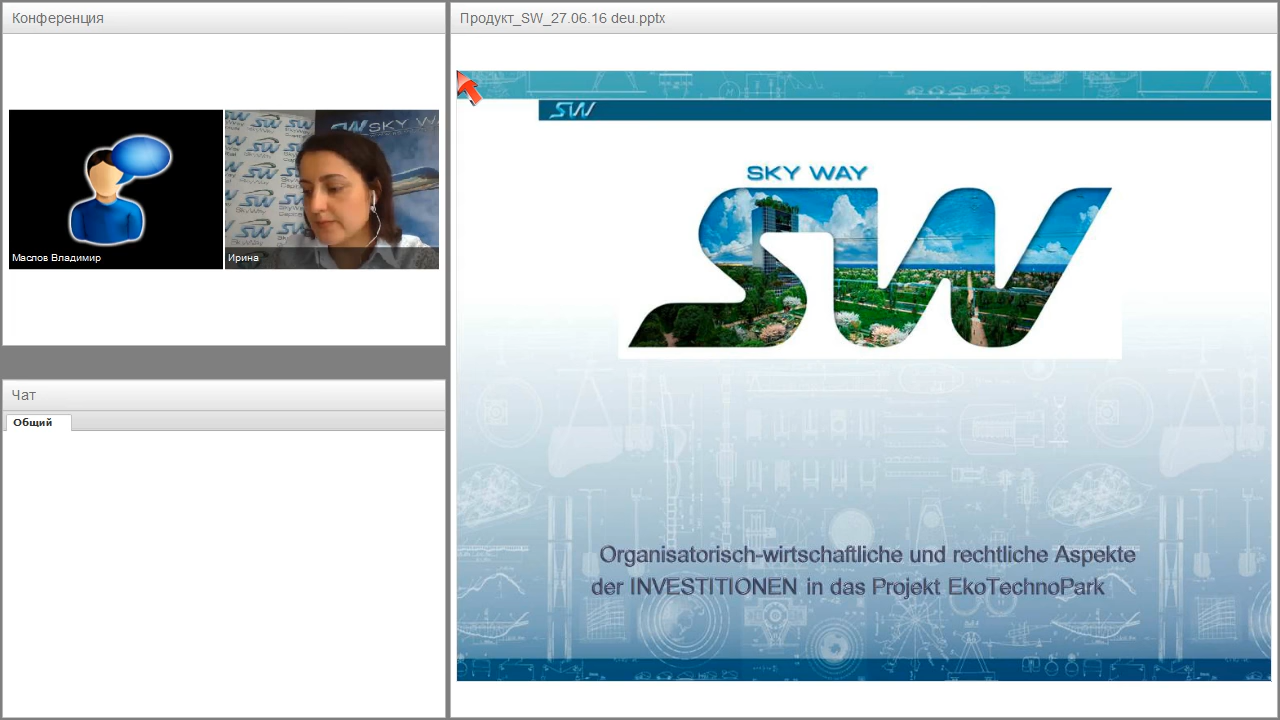 Конференция
Маслов Владимир
Ирина
Чат
Общий
Продукт_SW_27.06.16 deu.pptx
SW
SKY WAY
SW
Organisatorisch-wirtschaftliche und rechtliche Aspekte
der INVESTITIONEN in das Projekt EkoTechnoPark